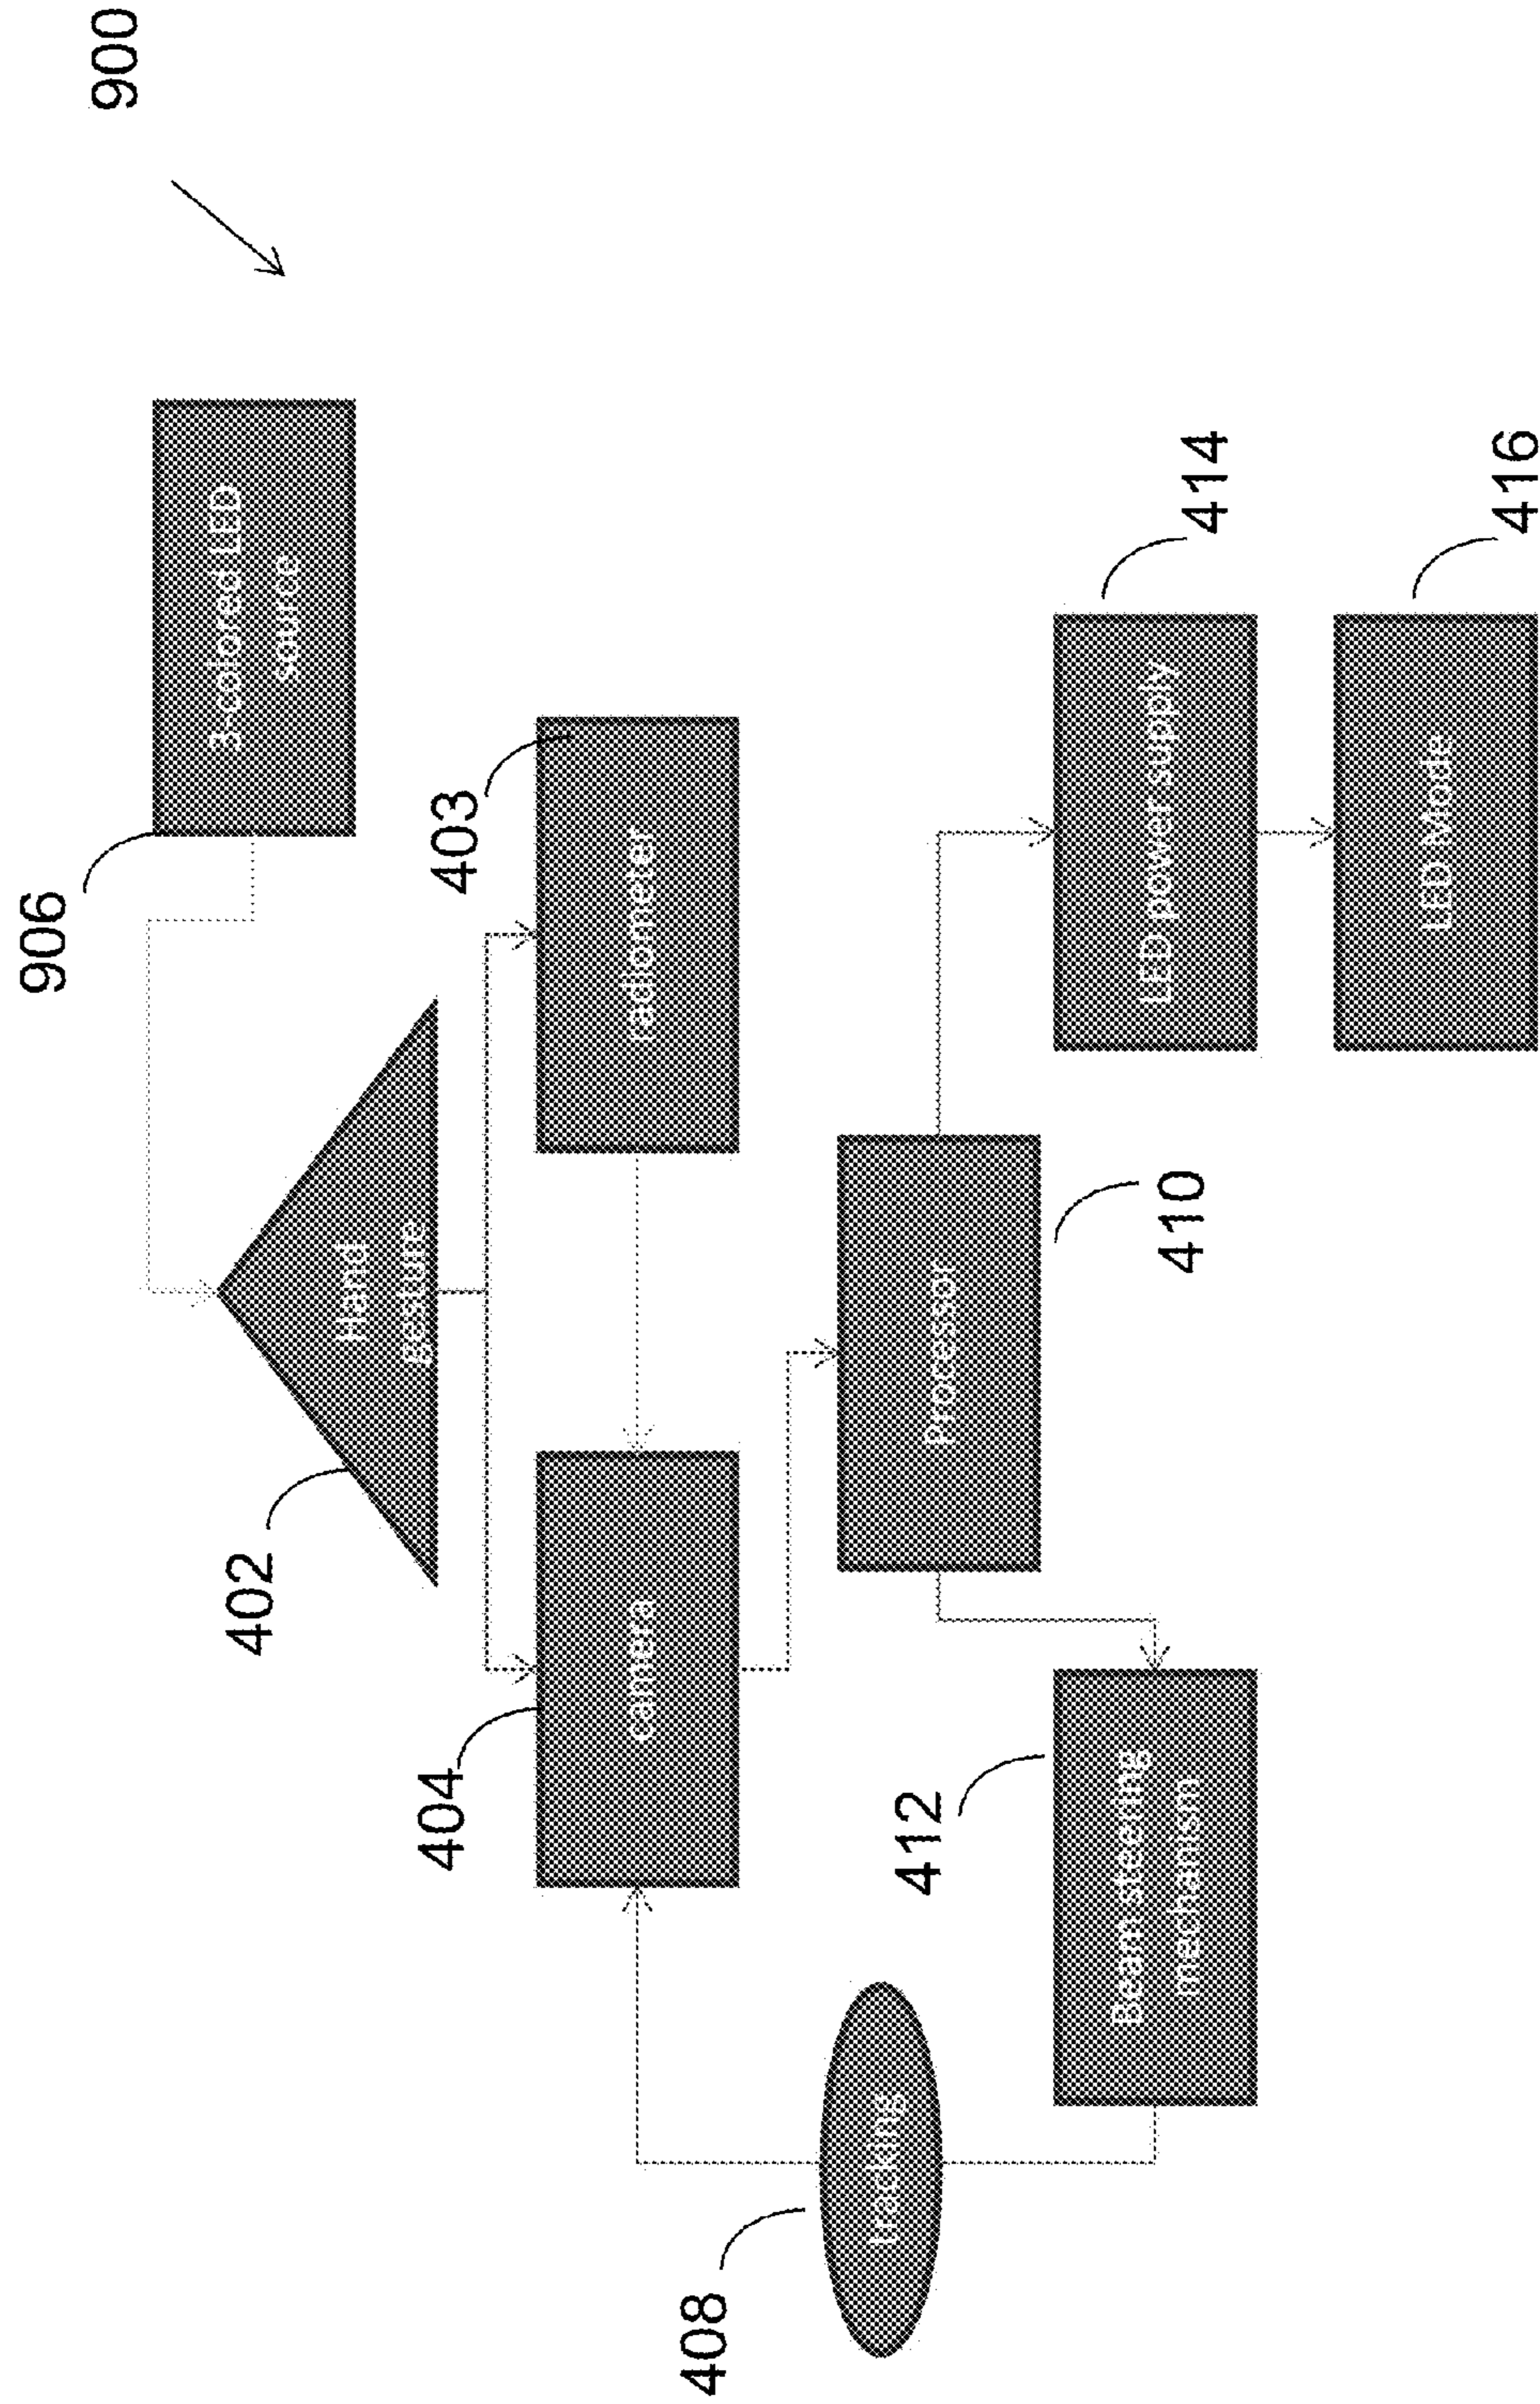 900
906
3-colored LED
source
402
Hand
gesture
403
radiometer
404
camera
408
tracking
410
Processor
412
Beam steering
mechanism
414
LED power supply
416
LED Mode